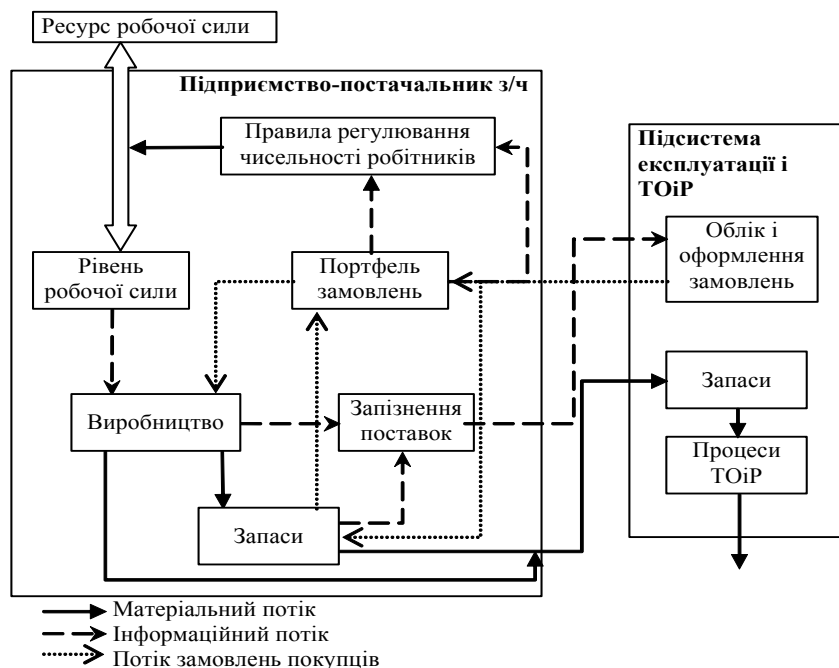 Ресурс робочої сили
Підприємство-постачальник з/ч
Правила регулювання
чисельності робітників
Підсистема
експлуатації і
ТОіР
Рівень
робочої сили
Портфель
замовлень
Облік і
оформлення
замовлень
Виробництво
Запізнення
поставок
Запаси
Процеси
ТОіР
Запаси
Матеріальний потік
Інформаційний потік
Потік замовлень покупців